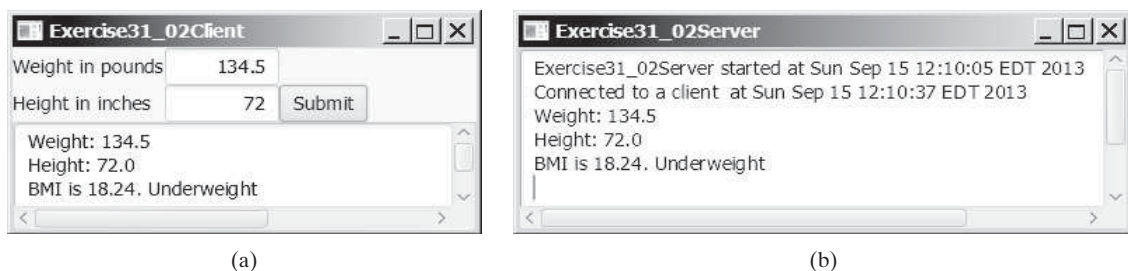 Exercise31_02Client
Weight in pounds 134.5
Height in inches 72 Submit
Weight: 134.5
Height: 72.0
BMI is 18.24. Underweight
(a)
Exercise31_02Server
Exercise31_02Server started at Sun Sep 15 12:10:05 EDT 2013
Connected to a client at Sun Sep 15 12:10:37 EDT 2013
Weight: 134.5
Height: 72.0
BMI is 18.24. Underweight
(b)